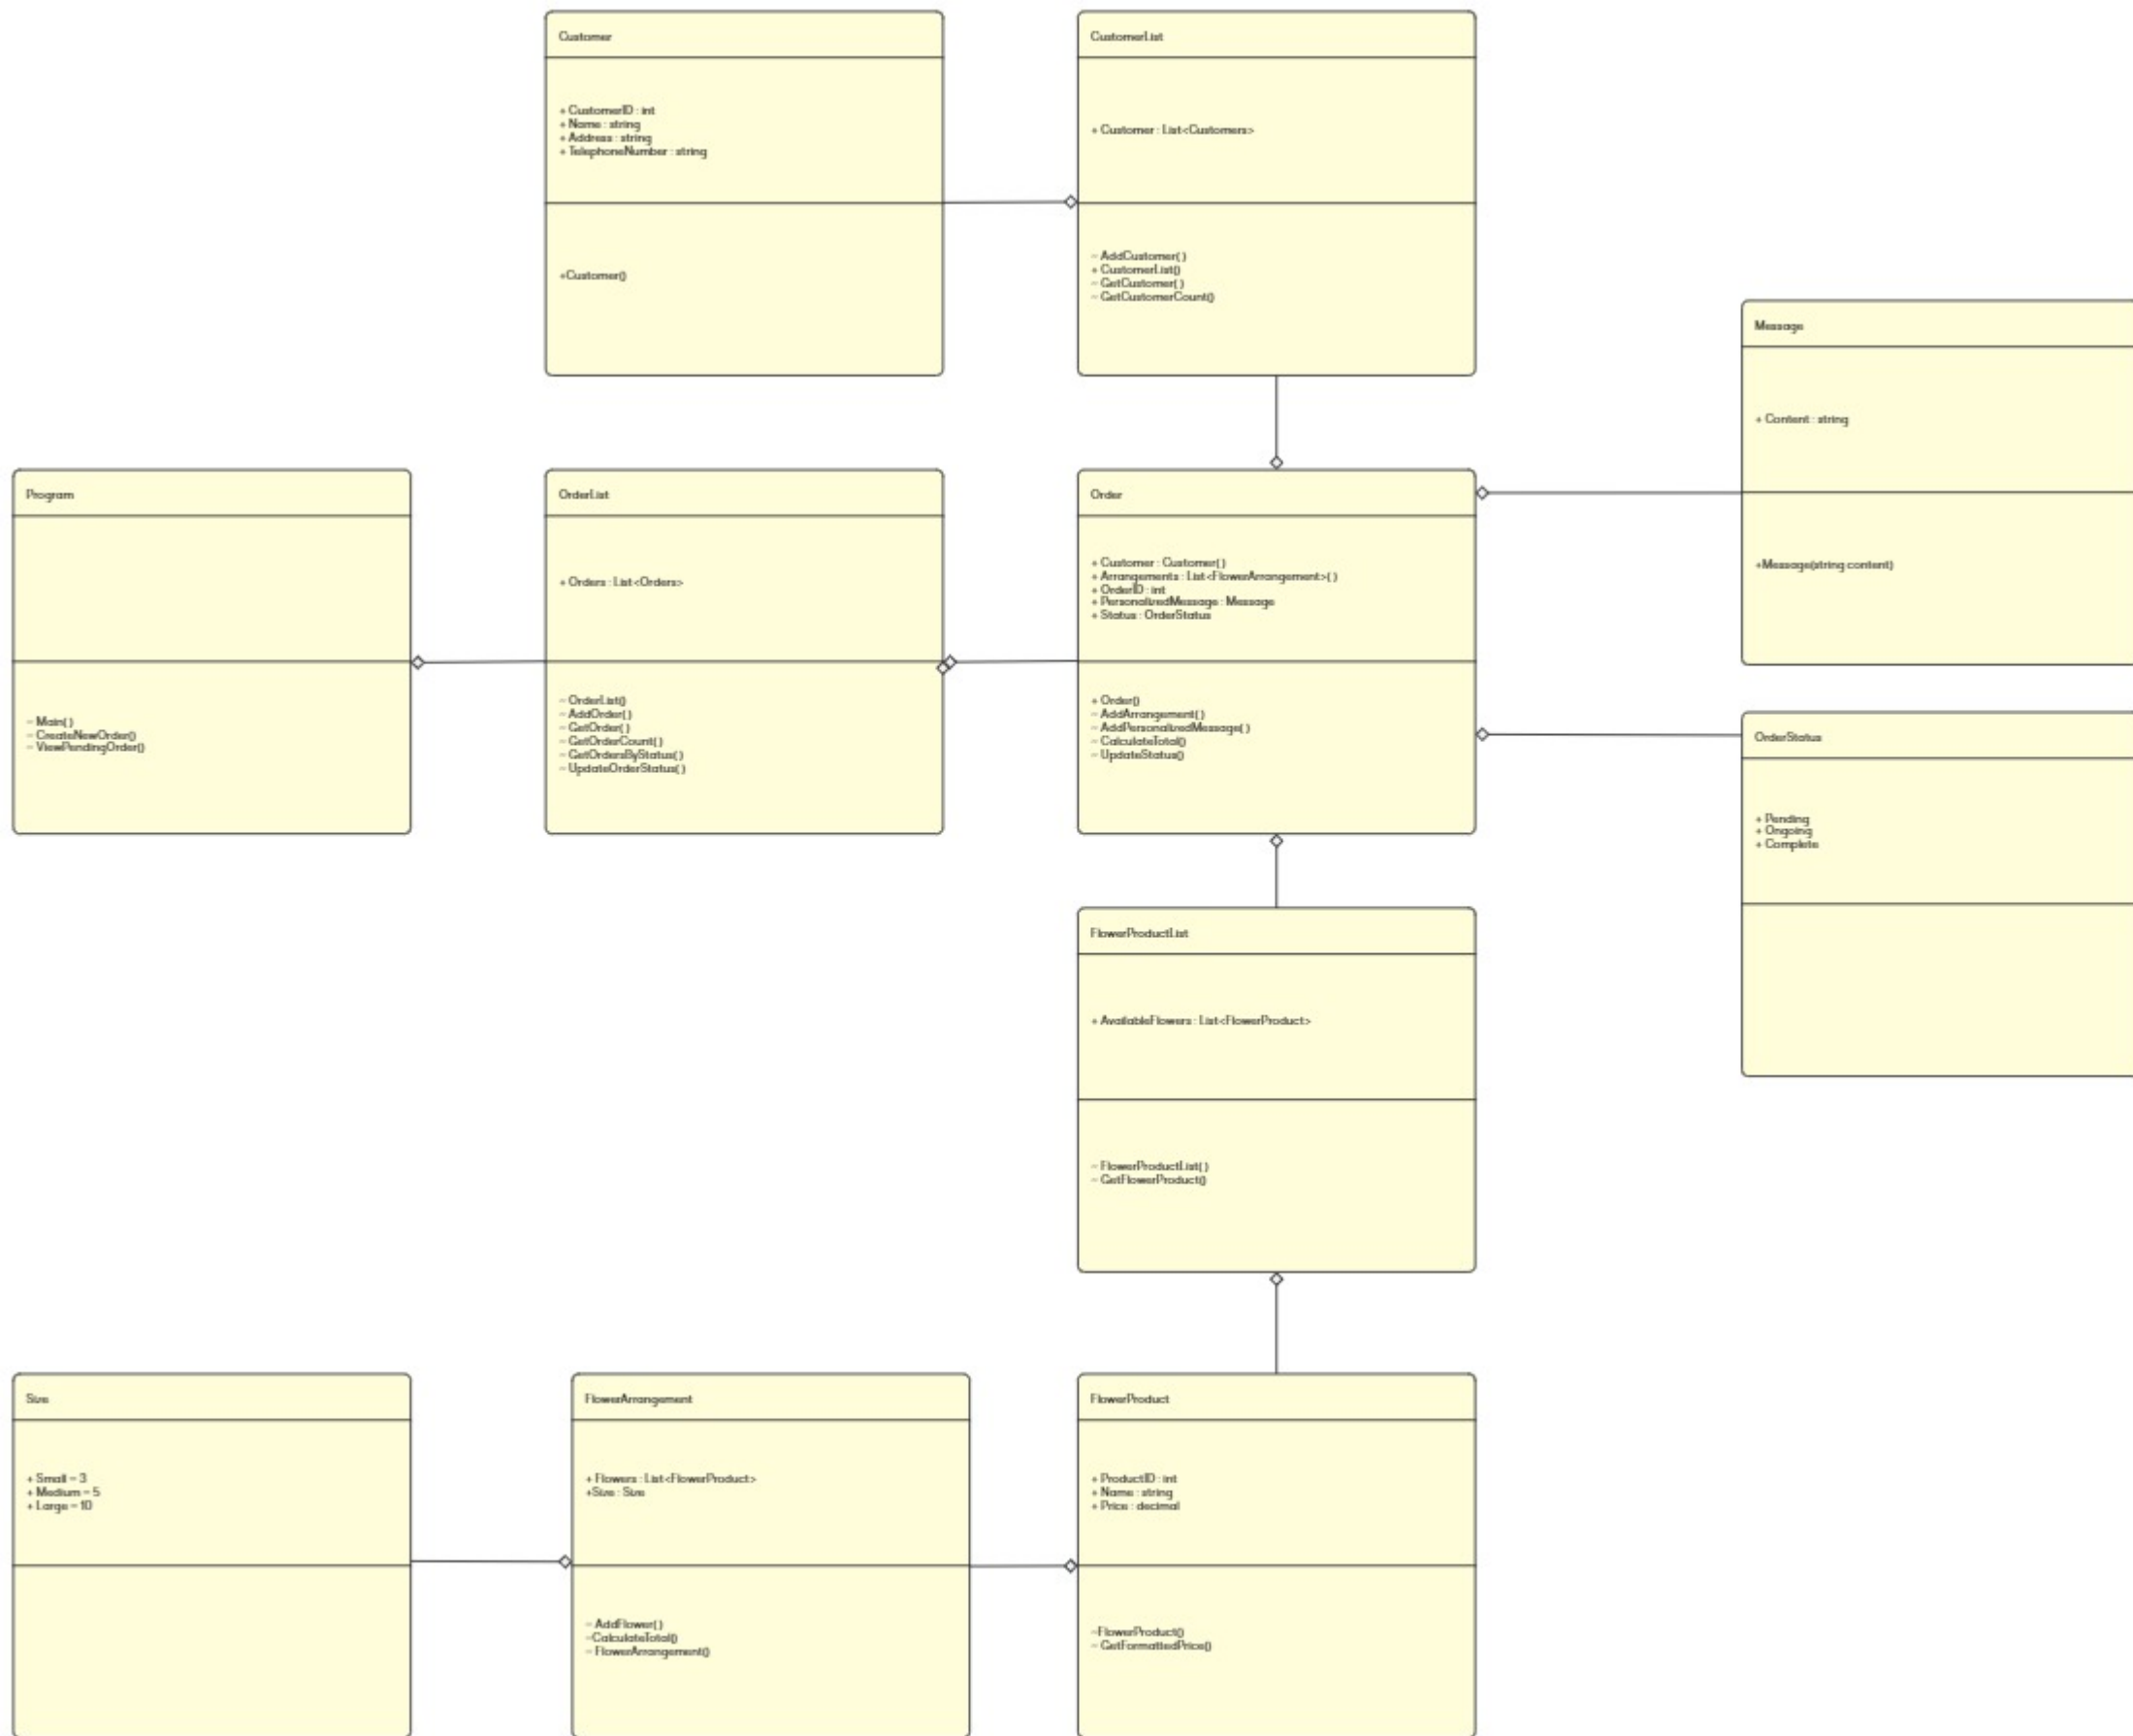 Customer
+ CustomerID : int
+ Name : string
+ Address : string
+ TelephoneNumber : string
+Customer()
CustomerList
+ Customer : List<Customers>
~ AddCustomer( )
+ CustomerList()
~ GetCustomer( )
~ GetCustomerCount()
Message
+ Content : string
+Message(string content)
Program
~ Main( )
~ CreateNewOrder()
~ ViewPendingOrder()
OrderList
+ Orders : List<Orders>
~ OrderList()
~ AddOrder( )
~ GetOrder( )
~ GetOrderCount( )
~ GetOrdersByStatus( )
~ UpdateOrderStatus( )
Order
+ Customer : Customer( )
+ Arrangements : List<FlowerArrangement>( )
+ OrderID : int
+ PersonalizedMessage : Message
+ Status : OrderStatus
+ Order()
~ AddArrangement( )
~ AddPersonalizedMessage( )
~ CalculateTotal()
~ UpdateStatus()
OrderStatus
+ Pending
+ Ongoing
+ Complete
FlowerProductList
+ AvailableFlowers : List<FlowerProduct>
~ FlowerProductList( )
~ GetFlowerProduct()
Size
+ Small = 3
+ Medium = 5
+ Large = 10
FlowerArrangement
+ Flowers : List<FlowerProduct>
+Size : Size
~ AddFlower( )
~CalculateTotal()
~ FlowerArrangement()
FlowerProduct
+ ProductID : int
+ Name : string
+ Price : decimal
~FlowerProduct()
~ GetFormattedPrice()